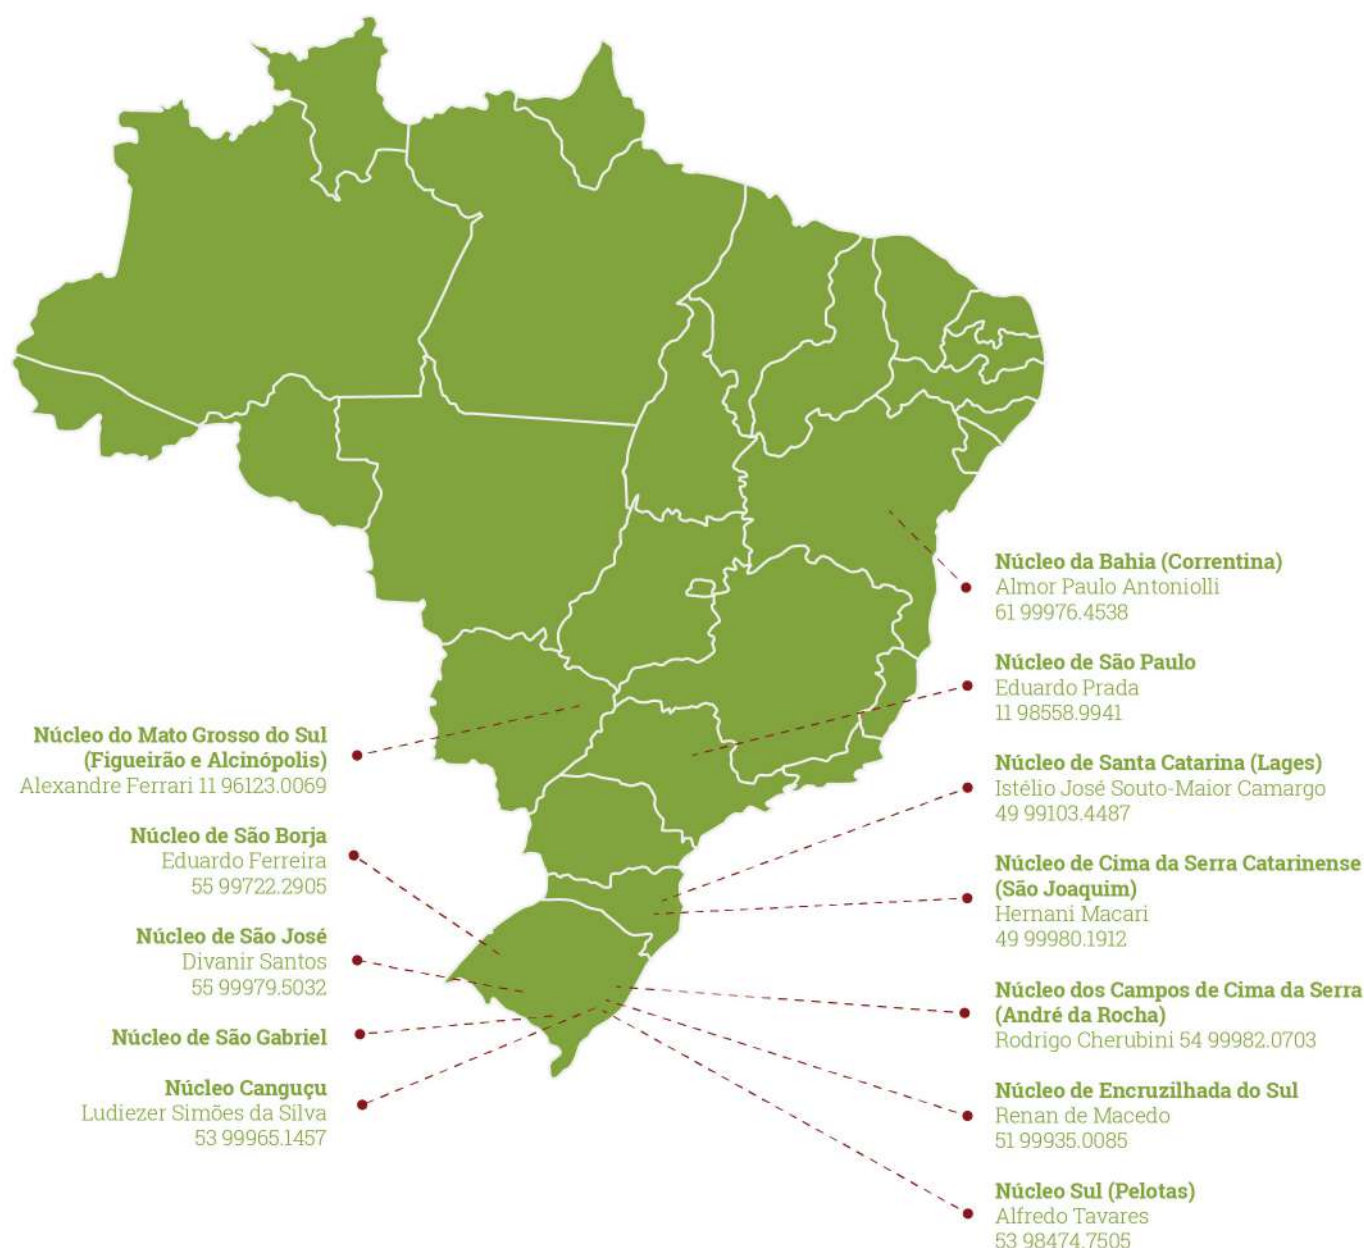 Núcleo do Mato Grosso do Sul
(Figueirão e Alcinópolis)
Alexandre Ferrari 11 96123.0069
Núcleo de São Borja
Eduardo Ferreira
55 99722.2905
Núcleo de São José
Divanir Santos
55 99979.5032
Núcleo de São Gabriel
Núcleo Canguçu
Ludiezer Simões da Silva
53 99965.1457
Núcleo da Bahia (Correntina)
Almor Paulo Antoniolli
61 99976.4538
Núcleo de São Paulo
Eduardo Prada
11 98558.9941
Núcleo de Santa Catarina (Lages)
Istélio José Souto-Maior Camargo
49 99103.4487
Núcleo de Cima da Serra Catarinense
(São Joaquim)
Hernani Macari
49 99980.1912
Núcleo dos Campos de Cima da Serra
(André da Rocha)
Rodrigo Cherubini 54 99982.0703
Núcleo de Encruzilhada do Sul
Renan de Macedo
51 99935.0085
Núcleo Sul (Pelotas)
Alfredo Tavares
53 98474.7505